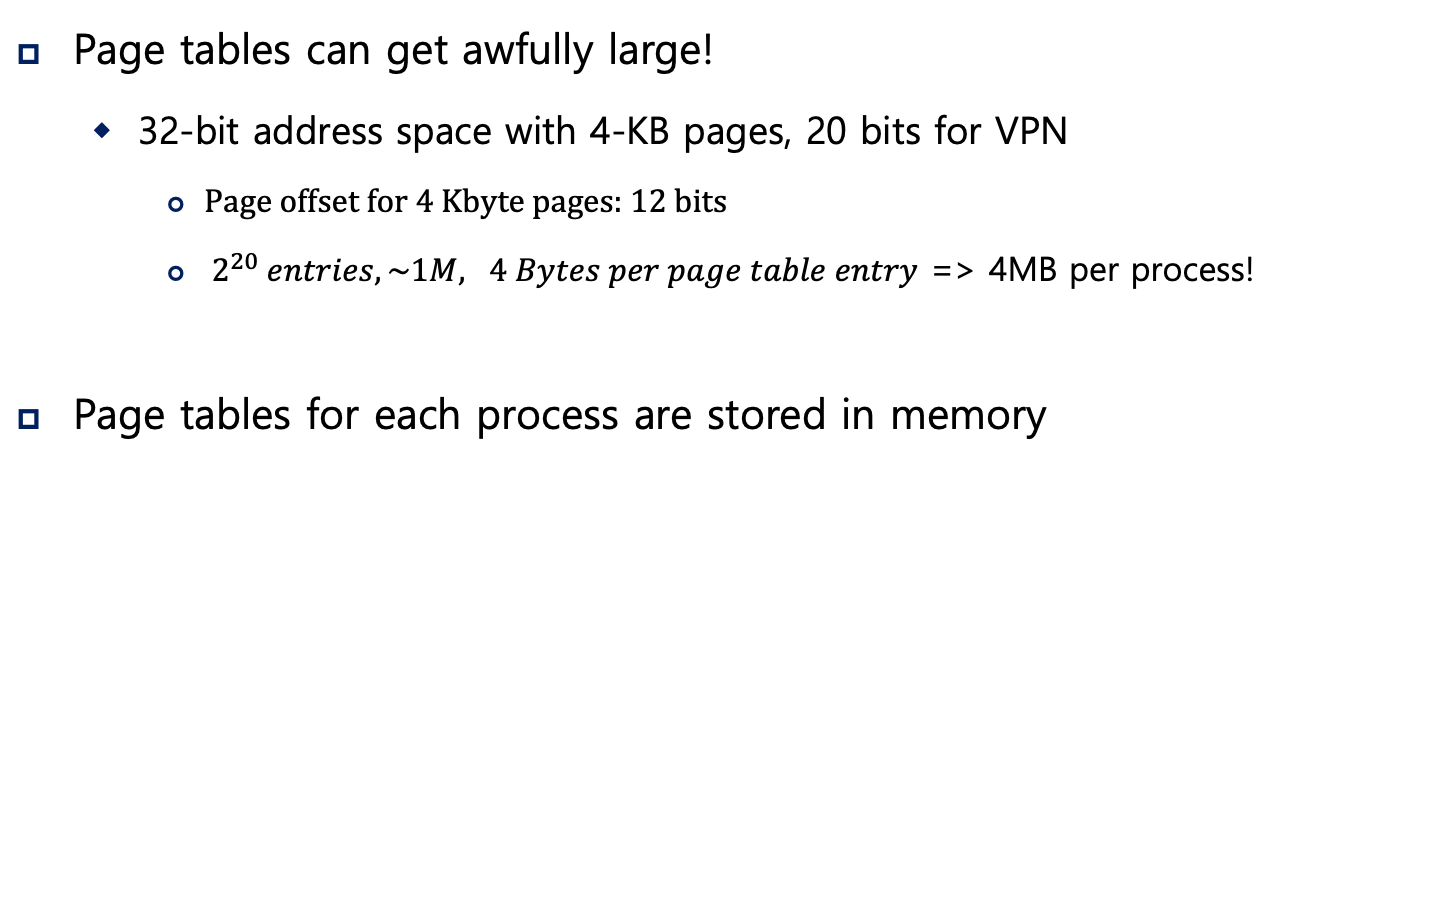 Page tables can get awfully large!
32-bit address space with 4-KB pages, 20 bits for VPN
Page offset for 4 Kbyte pages: 12 bits
2²⁰ entries, ~1M, 4 Bytes per page table entry => 4MB per process!
Page tables for each process are stored in memory